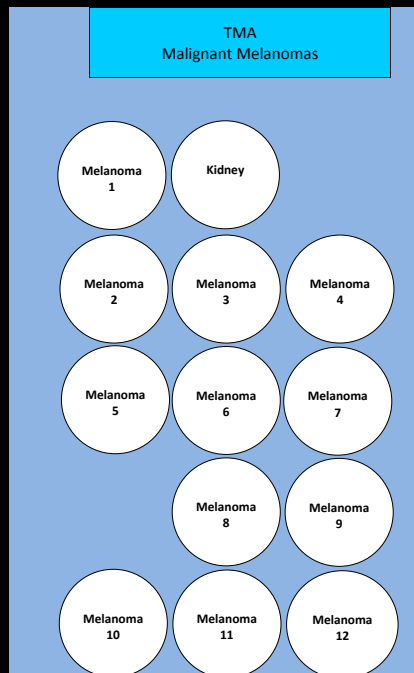 TMA
Malignant Melanomas
Melanoma
1
Kidney
Melanoma
2
Melanoma
3
Melanoma
4
Melanoma
5
Melanoma
6
Melanoma
7
Melanoma
8
Melanoma
9
Melanoma
10
Melanoma
11
Melanoma
12